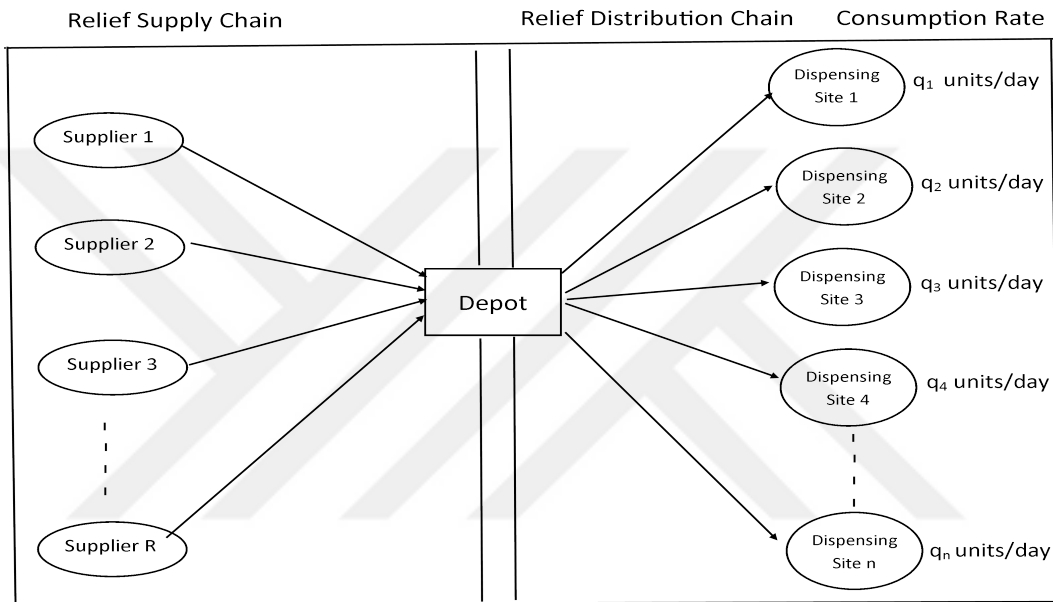 Relief Supply Chain
Relief Distribution Chain
Consumption Rate
Supplier 1
Supplier 2
Supplier 3
Supplier R
Depot
Dispensing
Site 1
q₁ units/day
Dispensing
Site 2
q₂ units/day
Dispensing
Site 3
q₃ units/day
Dispensing
Site 4
q₄ units/day
Dispensing
Site n
qₙ units/day